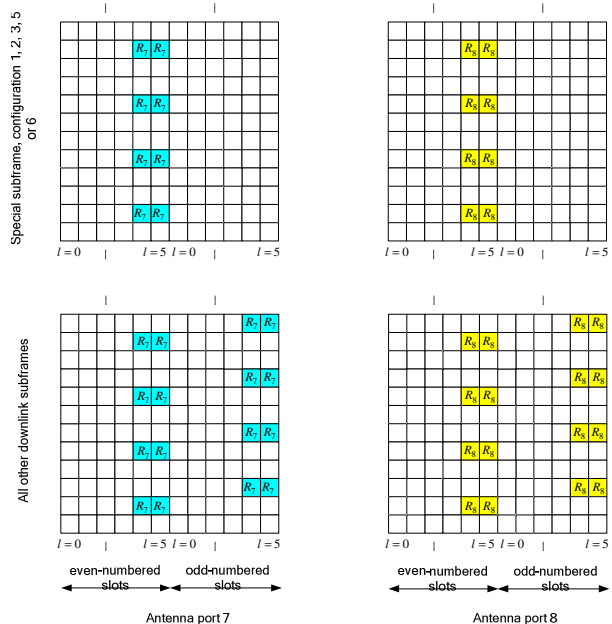 Special subframe, configuration 1, 2, 3, 5
or 6
R7 R7
R7 R7
R7 R7
R7 R7
l = 0
l = 5
l = 0
l = 5
R8 R8
R8 R8
R8 R8
R8 R8
l = 0
l = 5
l = 0
l = 5
All other downlink subframes
R7 R7
R7 R7
R7 R7
R7 R7
R7 R7
R7 R7
R7 R7
R7 R7
l = 0
l = 5
l = 0
l = 5
even-numbered
slots
odd-numbered
slots
Antenna port 7
R8 R8
R8 R8
R8 R8
R8 R8
R8 R8
R8 R8
R8 R8
R8 R8
l = 0
l = 5
l = 0
l = 5
even-numbered
slots
odd-numbered
slots
Antenna port 8